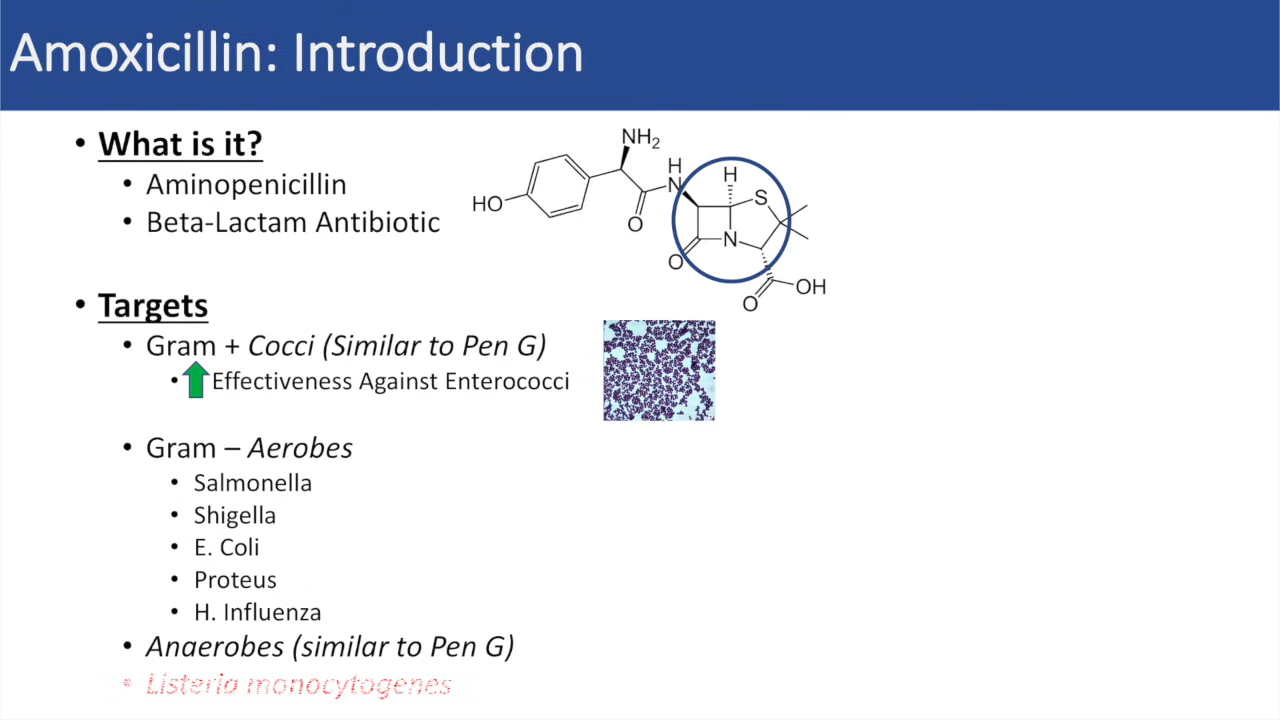 Amoxicillin: Introduction
• What is it?
• Aminopenicillin
• Beta-Lactam Antibiotic
NH2
H
N
H
S
HO
O
N
O
O
OH
• Targets
• Gram + Cocci (Similar to Pen G)
• Effectiveness Against Enterococci
• Gram – Aerobes
• Salmonella
• Shigella
• E. Coli
• Proteus
• H. Influenza
• Anaerobes (similar to Pen G)
• Listeria monocytogenes